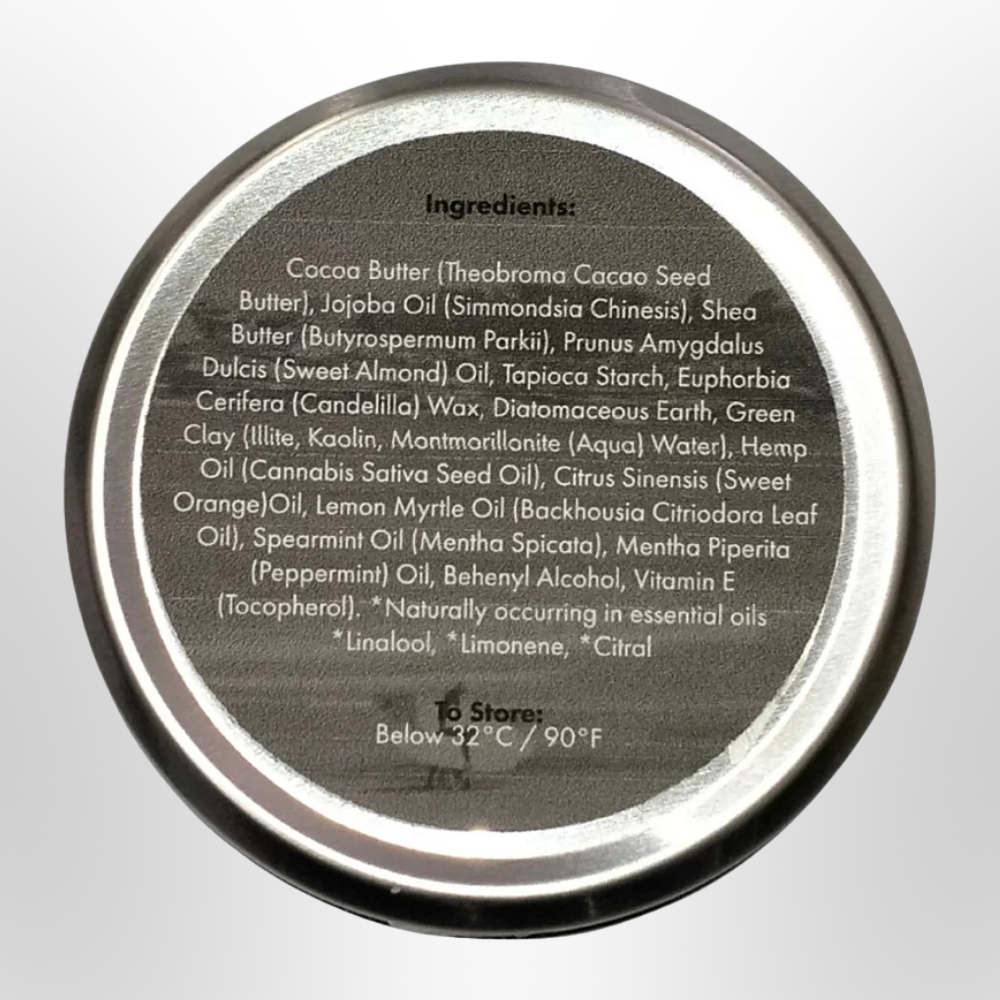 Ingredients:
Cocoa Butter (Theobroma Cacao Seed
Butter), Jojoba Oil (Simmondsia Chinesis), Shea
Butter (Butyrospermum Parkii), Prunus Amygdalus
Dulcis (Sweet Almond) Oil, Tapioca Starch, Euphorbia
Cerifera (Candelilla) Wax, Diatomaceous Earth, Green
Clay (Illite, Kaolin, Montmorillonite (Aqua) Water), Hemp
Oil (Cannabis Sativa Seed Oil), Citrus Sinensis (Sweet
Orange)Oil, Lemon Myrtle Oil (Backhousia Citriodora Leaf
Oil), Spearmint Oil (Mentha Spicata), Mentha Piperita
(Peppermint) Oil, Behenyl Alcohol, Vitamin E
(Tocopherol). *Naturally occurring in essential oils
*Linalool, *Limonene, *Citral
To Store:
Below 32°C / 90°F